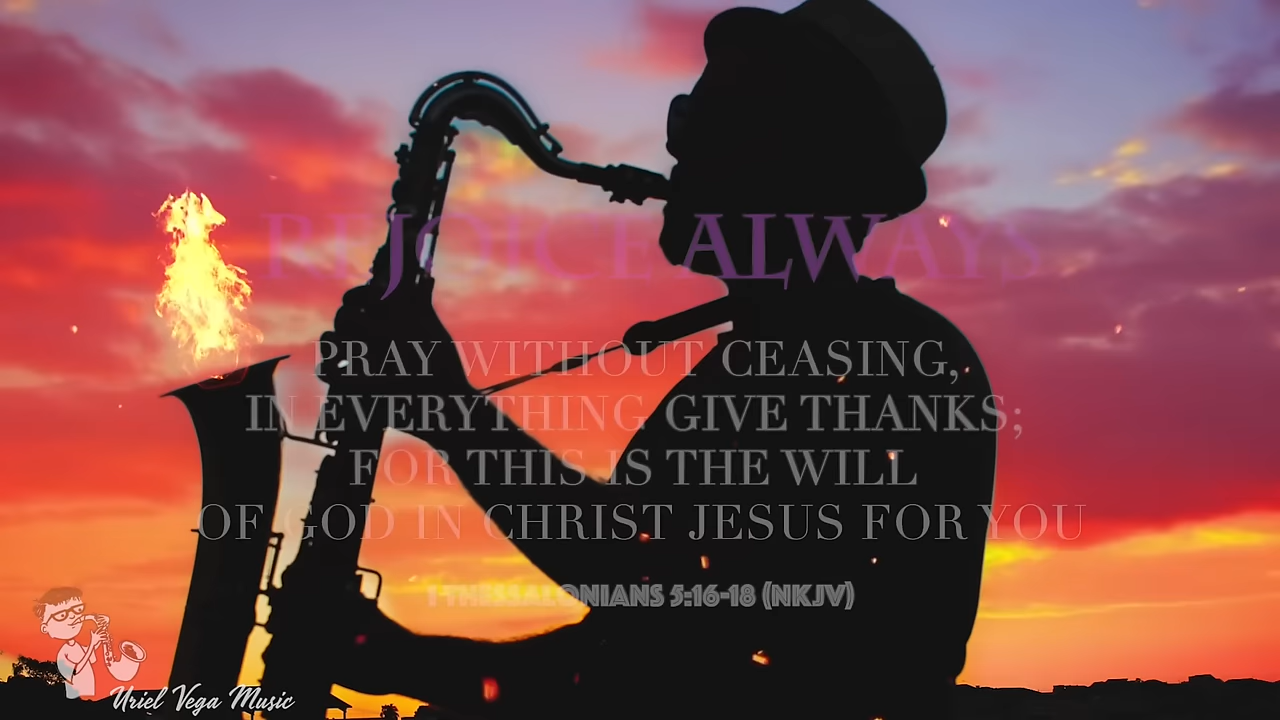 REJOICE ALWAYS
PRAY WITHOUT CEASING,
IN EVERYTHING GIVE THANKS;
FOR THIS IS THE WILL
OF GOD IN CHRIST JESUS FOR YOU
1 THESSALONIANS 5:16-18 (NKJV)
Uriel Vega Music